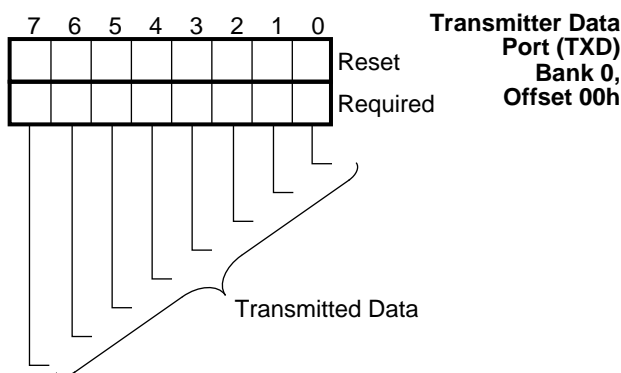 7 6 5 4 3 2 1 0
Reset
Required
Transmitter Data
Port (TXD)
Bank 0,
Offset 00h
Transmitted Data